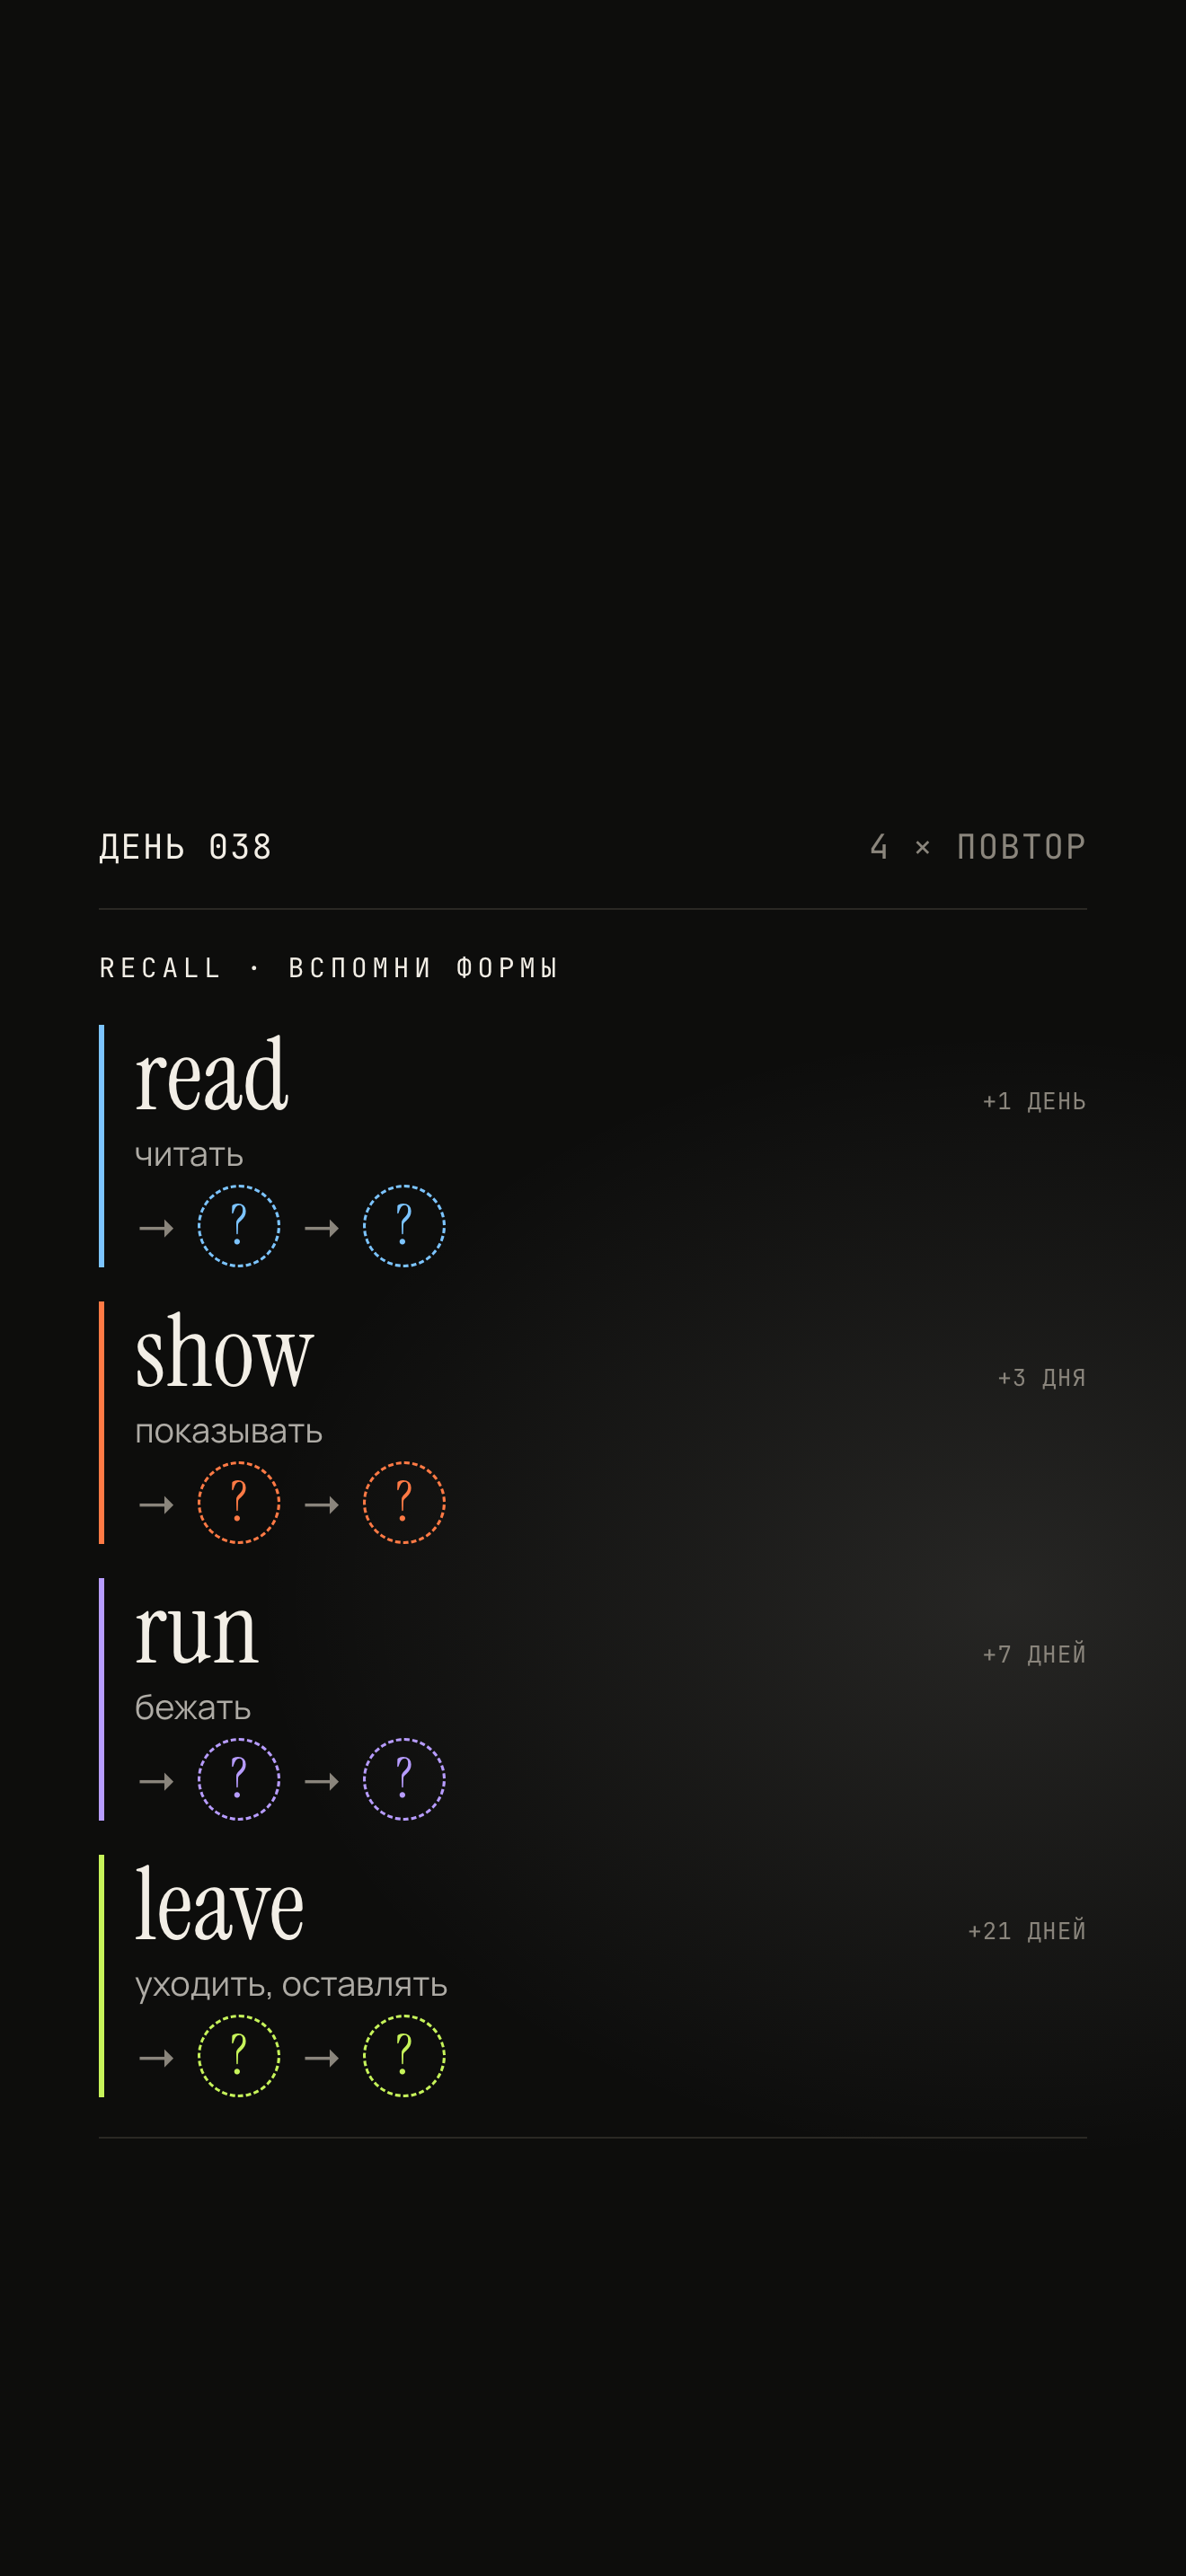 ДЕНЬ 038
4 × ПОВТОР
RECALL · ВСПОМНИ ФОРМЫ
read
+1 ДЕНЬ
читать
→ ? → ?
show
+3 ДНЯ
показывать
→ ? → ?
run
+7 ДНЕЙ
бежать
→ ? → ?
leave
+21 ДНЕЙ
уходить, оставлять
→ ? → ?